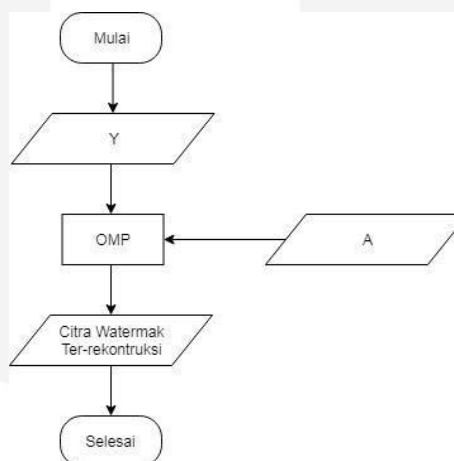 Mulai
Y
OMP
A
Citra Watermak
Ter-rekontruksi
Selesai